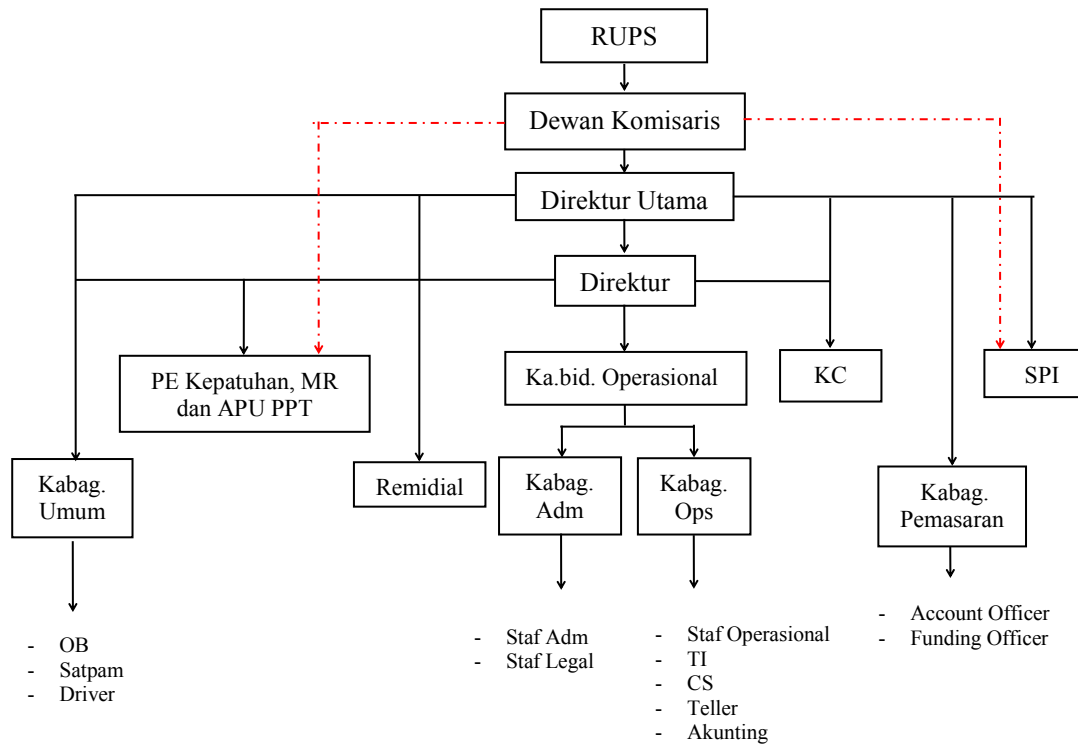 RUPS
Dewan Komisaris
Direktur Utama
Direktur
PE Kepatuhan, MR
dan APU PPT
Ka.bid. Operasional
KC
SPI
Kabag.
Umum
Remidial
Kabag.
Adm
Kabag.
Ops
Kabag.
Pemasaran
- OB
- Satpam
- Driver
- Staf Adm
- Staf Legal
- Staf Operasional
- TI
- CS
- Teller
- Akunting
- Account Officer
- Funding Officer